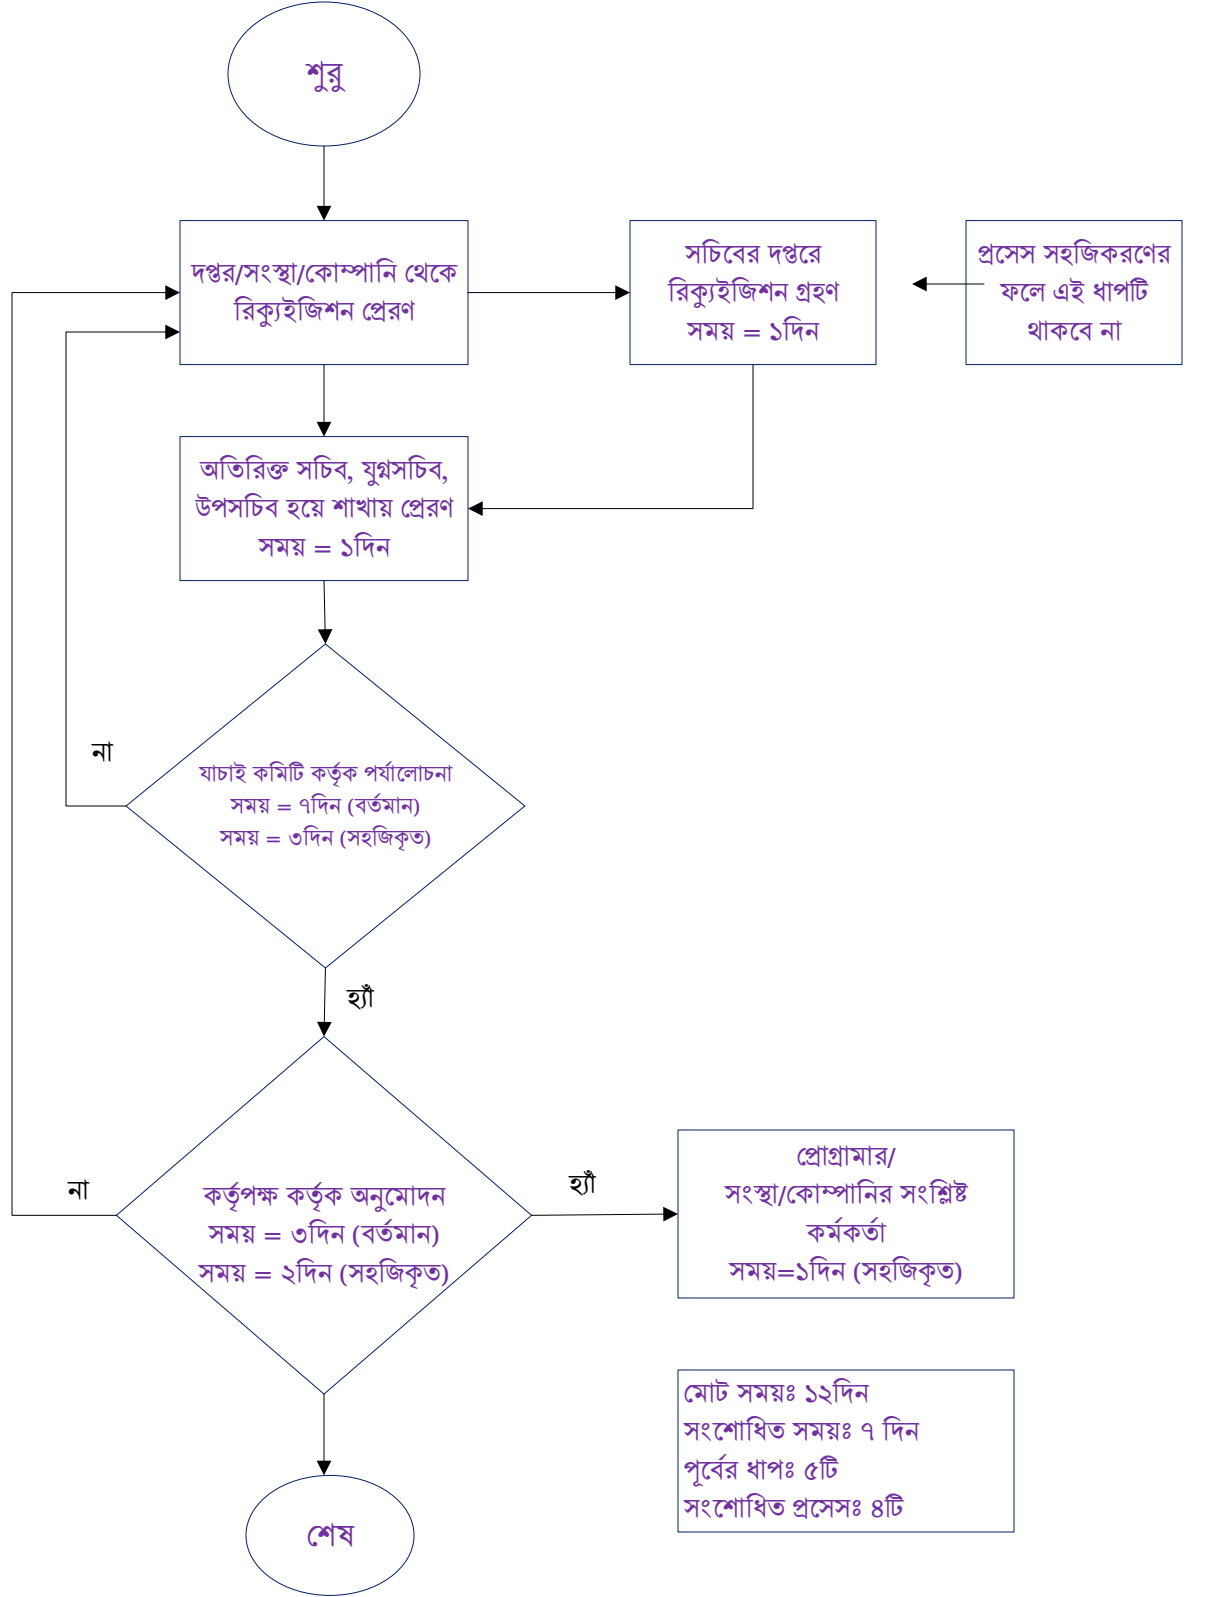 শুরু
দপ্তর/সংস্থা/কোম্পানি থেকে
রিক্যুইজিশন প্রেরণ
সচিবের দপ্তরে
রিক্যুইজিশন গ্রহণ
সময় = ১দিন
প্রসেস সহজিকরণের
ফলে এই ধাপটি
থাকবে না
অতিরিক্ত সচিব, যুগ্নসচিব,
উপসচিব হয়ে শাখায় প্রেরণ
সময় = ১দিন
না
যাচাই কমিটি কর্তৃক পর্যালোচনা
সময় = ৭দিন (বর্তমান)
সময় = ৩দিন (সহজিকৃত)
হ্যাঁ
না
কর্তৃপক্ষ কর্তৃক অনুমোদন
সময় = ৩দিন (বর্তমান)
সময় = ২দিন (সহজিকৃত)
হ্যাঁ
প্রোগ্রামার/
সংস্থা/কোম্পানির সংশ্লিষ্ট
কর্মকর্তা
সময়=১দিন (সহজিকৃত)
মোট সময়ঃ ১২দিন
সংশোধিত সময়ঃ ৭ দিন
পূর্বের ধাপঃ ৫টি
সংশোধিত প্রসেসঃ ৪টি
শেষ